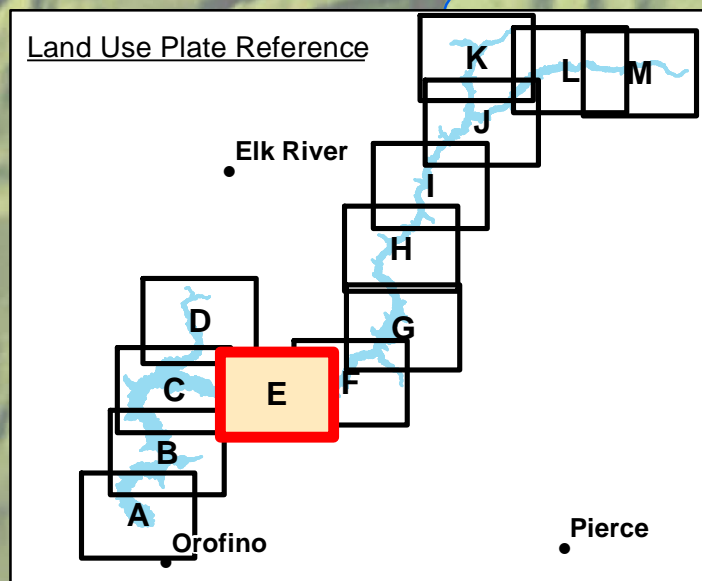 Land Use Plate Reference
K
L
M
J
Elk River
I
H
D
G
C
E
F
B
A
Orofino
Pierce